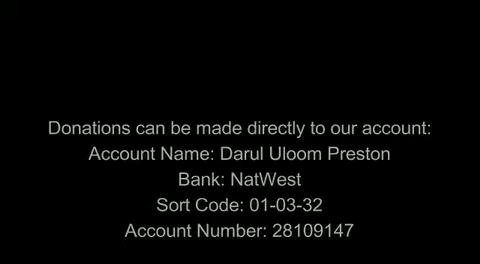 Donations can be made directly to our account:
Account Name: Darul Uloom Preston
Bank: NatWest
Sort Code: 01-03-32
Account Number: 28109147